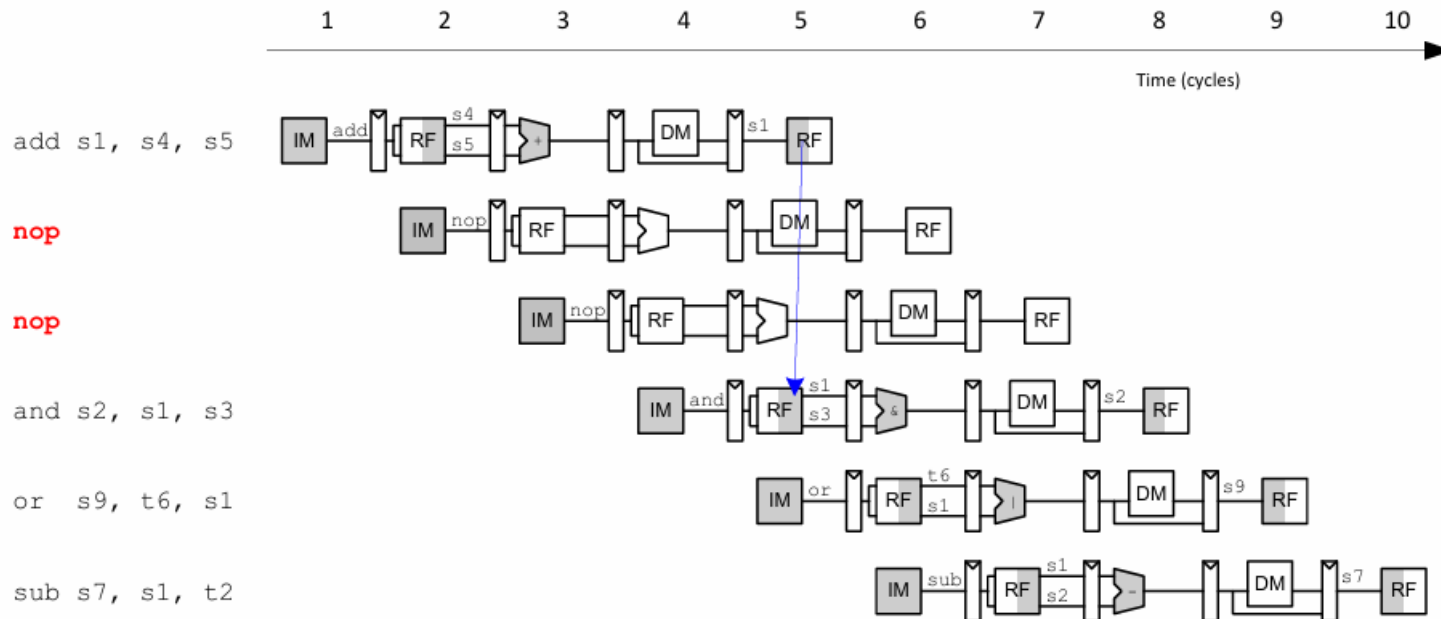 1 2 3 4 5 6 7 8 9 10
Time (cycles)
add s1, s4, s5 IM add RF s4 s5 + DM s1 RF
nop IM nop RF DM RF
nop IM nop RF DM RF
and s2, s1, s3 IM and RF s1 s3 & DM s2 RF
or s9, t6, s1 IM or RF t6 s1 | DM s9 RF
sub s7, s1, t2 IM sub RF s1 s2 - DM s7 RF